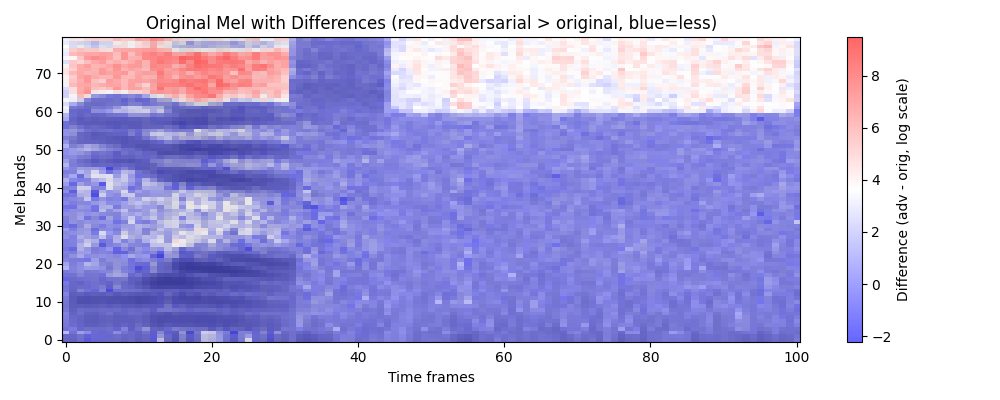 Original Mel with Differences (red=adversarial > original, blue=less)
Mel bands
70
60
50
40
30
20
10
0
0 20 40 60 80 100
Time frames
8
6
4
2
0
−2
Difference (adv - orig, log scale)